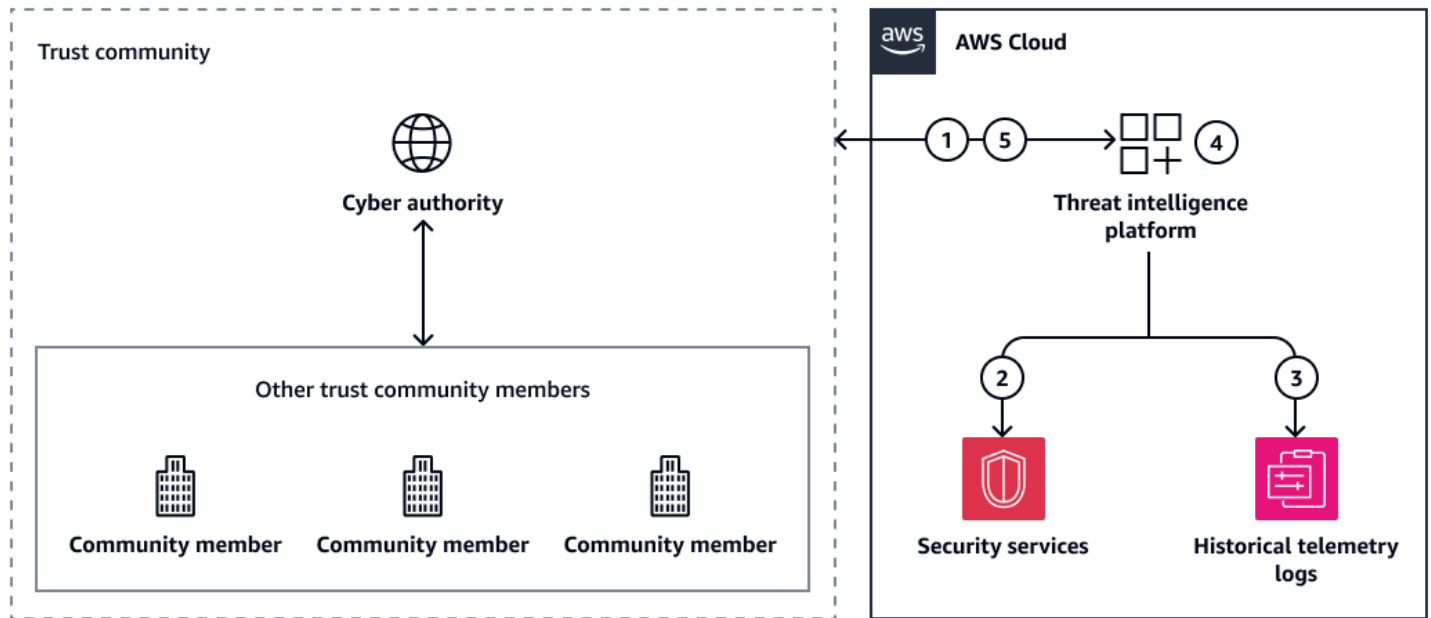 Trust community
Cyber authority
Other trust community members
Community member
Community member
Community member
aws
AWS Cloud
1
5
4
Threat intelligence
platform
2
3
Security services
Historical telemetry
logs